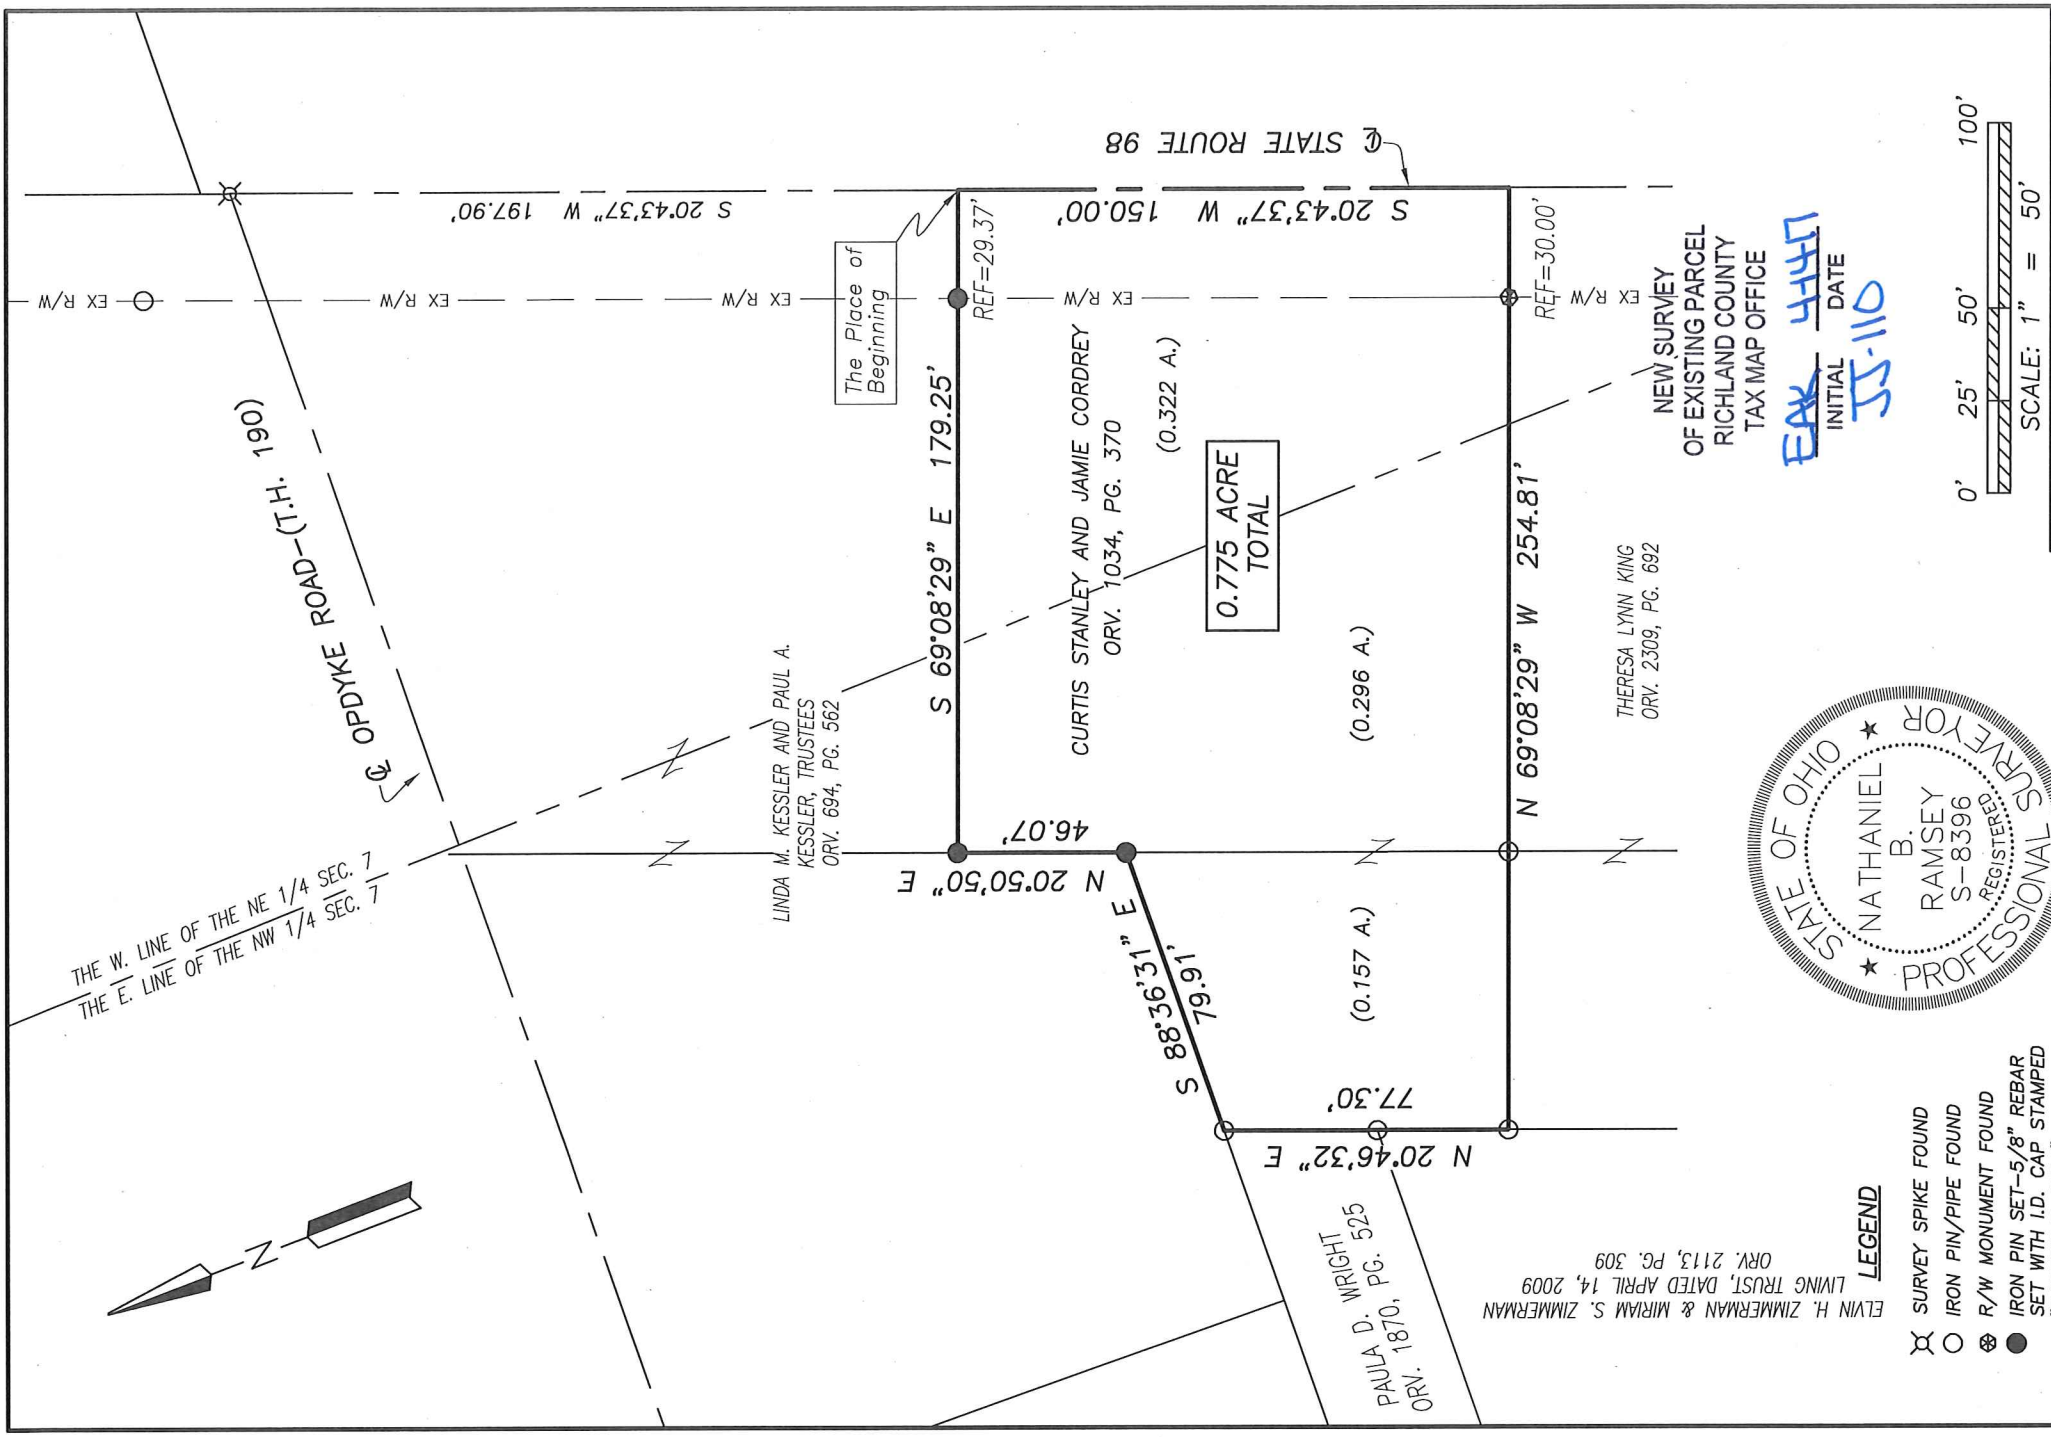 THE W. LINE OF THE NE 1/4 SEC. 7
THE E. LINE OF THE NW 1/4 SEC. 7
℄ OPDYKE ROAD-(T.H. 190)
S 20°43'37" W 197.90'
EX R/W
EX R/W
EX R/W
EX R/W
EX R/W
The Place of
Beginning
LINDA M. KESSLER AND PAUL A.
KESSLER, TRUSTEES
ORV. 694, PG. 562
S 69°08'29" E 179.25'
REF=29.37'
℄ STATE ROUTE 98
S 20°43'37" W 150.00'
CURTIS STANLEY AND JAMIE CORDREY
ORV. 1034, PG. 370
(0.322 A.)
0.775 ACRE
TOTAL
(0.296 A.)
(0.157 A.)
N 20°50'50" E
46.07'
S 88°36'31" E
79.91'
N 20°46'32" E
77.30'
N 69°08'29" W 254.81'
REF=30.00'
THERESA LYNN KING
ORV. 2309, PG. 692
PAULA D. WRIGHT
ORV. 1870, PG. 525
ELVIN H. ZIMMERMAN & MIRIAM S. ZIMMERMAN
LIVING TRUST, DATED APRIL 14, 2009
ORV. 2113, PG. 309
N
NEW SURVEY
OF EXISTING PARCEL
RICHLAND COUNTY
TAX MAP OFFICE
EAK 4-4-17
INITIAL DATE
JJ-110
LEGEND
SURVEY SPIKE FOUND
IRON PIN/PIPE FOUND
R/W MONUMENT FOUND
IRON PIN SET-5/8" REBAR
SET WITH I.D. CAP STAMPED
STATE OF OHIO
NATHANIEL
B.
RAMSEY
S-8396
REGISTERED
PROFESSIONAL SURVEYOR
0' 25' 50' 100'
SCALE: 1" = 50'